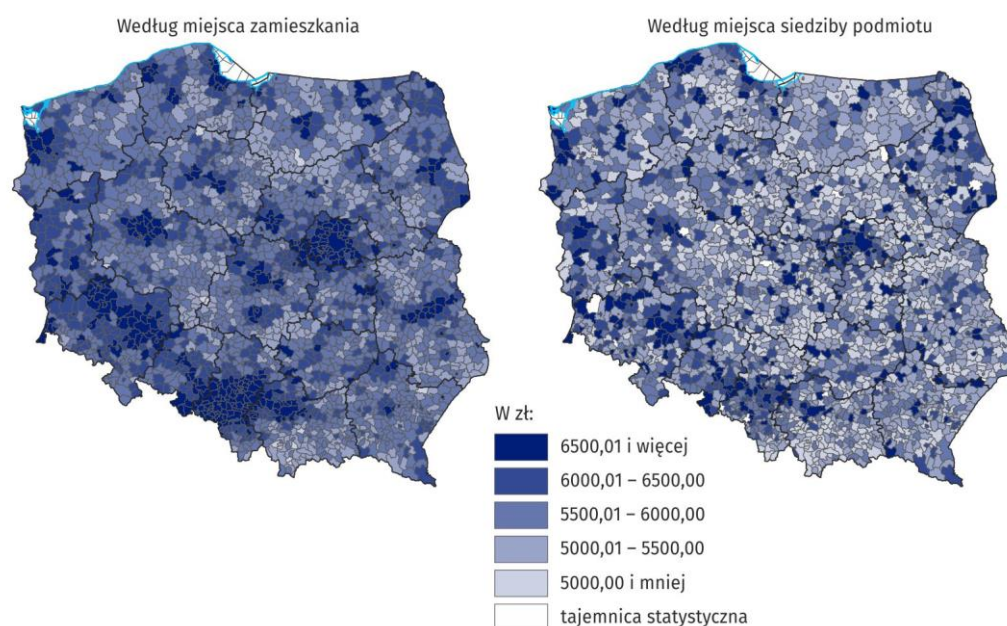 Według miejsca zamieszkania
Według miejsca siedziby podmiotu
W zł:
6500,01 i więcej
6000,01 – 6500,00
5500,01 – 6000,00
5000,01 – 5500,00
5000,00 i mniej
tajemnica statystyczna